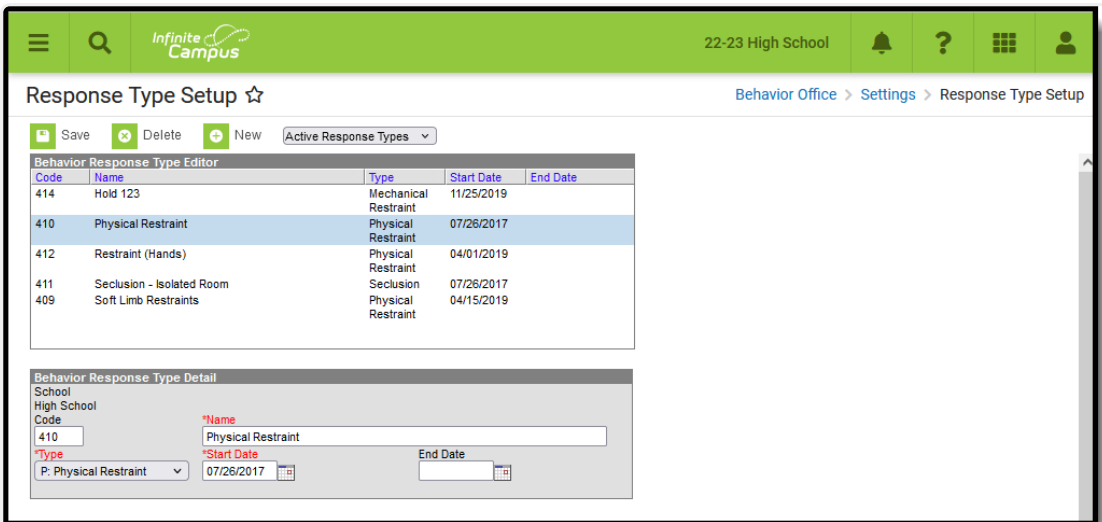 Infinite Campus
22-23 High School
?
Response Type Setup
Behavior Office > Settings > Response Type Setup
Save Delete New Active Response Types
Behavior Response Type Editor
Code Name Type Start Date End Date
414 Hold 123 Mechanical Restraint 11/25/2019
410 Physical Restraint Physical Restraint 07/26/2017
412 Restraint (Hands) Physical Restraint 04/01/2019
411 Seclusion - Isolated Room Seclusion 07/26/2017
409 Soft Limb Restraints Physical Restraint 04/15/2019
Behavior Response Type Detail
School
High School
Code *Name
410 Physical Restraint
*Type *Start Date End Date
P: Physical Restraint 07/26/2017